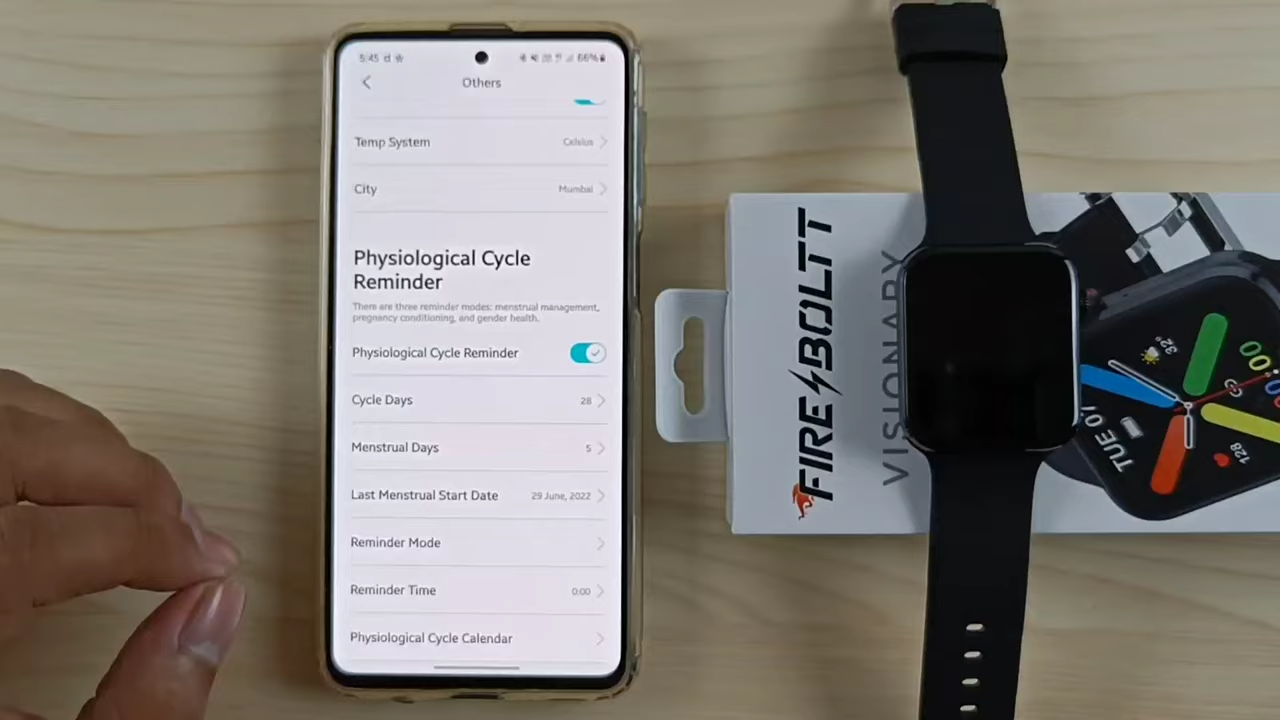 5:45
66%
Others
Temp System
Celsius
City
Mumbai
Physiological Cycle
Reminder
There are three reminder modes: menstrual management,
pregnancy conditioning, and gender health.
Physiological Cycle Reminder
Cycle Days
28
Menstrual Days
5
Last Menstrual Start Date
29 June, 2022
Reminder Mode
Reminder Time
0:00
Physiological Cycle Calendar
FIRE BOLTT
VISIONARY
32°
TUE 07
128